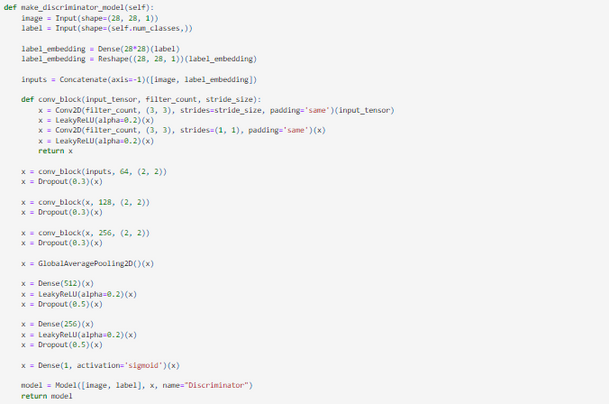 def make_discriminator_model(self):
    image = Input(shape=(28, 28, 1))
    label = Input(shape=(self.num_classes,))
    label_embedding = Dense(28*28)(label)
    label_embedding = Reshape((28, 28, 1))(label_embedding)
    inputs = Concatenate(axis=-1)([image, label_embedding])
    def conv_block(input_tensor, filter_count, stride_size):
        x = Conv2D(filter_count, (3, 3), strides=stride_size, padding='same')(input_tensor)
        x = LeakyReLU(alpha=0.2)(x)
        x = Conv2D(filter_count, (3, 3), strides=(1, 1), padding='same')(x)
        x = LeakyReLU(alpha=0.2)(x)
        return x
    x = conv_block(inputs, 64, (2, 2))
    x = Dropout(0.3)(x)
    x = conv_block(x, 128, (2, 2))
    x = Dropout(0.3)(x)
    x = conv_block(x, 256, (2, 2))
    x = Dropout(0.3)(x)
    x = GlobalAveragePooling2D()(x)
    x = Dense(512)(x)
    x = LeakyReLU(alpha=0.2)(x)
    x = Dropout(0.5)(x)
    x = Dense(256)(x)
    x = LeakyReLU(alpha=0.2)(x)
    x = Dropout(0.5)(x)
    x = Dense(1, activation='sigmoid')(x)
    model = Model([image, label], x, name="Discriminator")
    return model